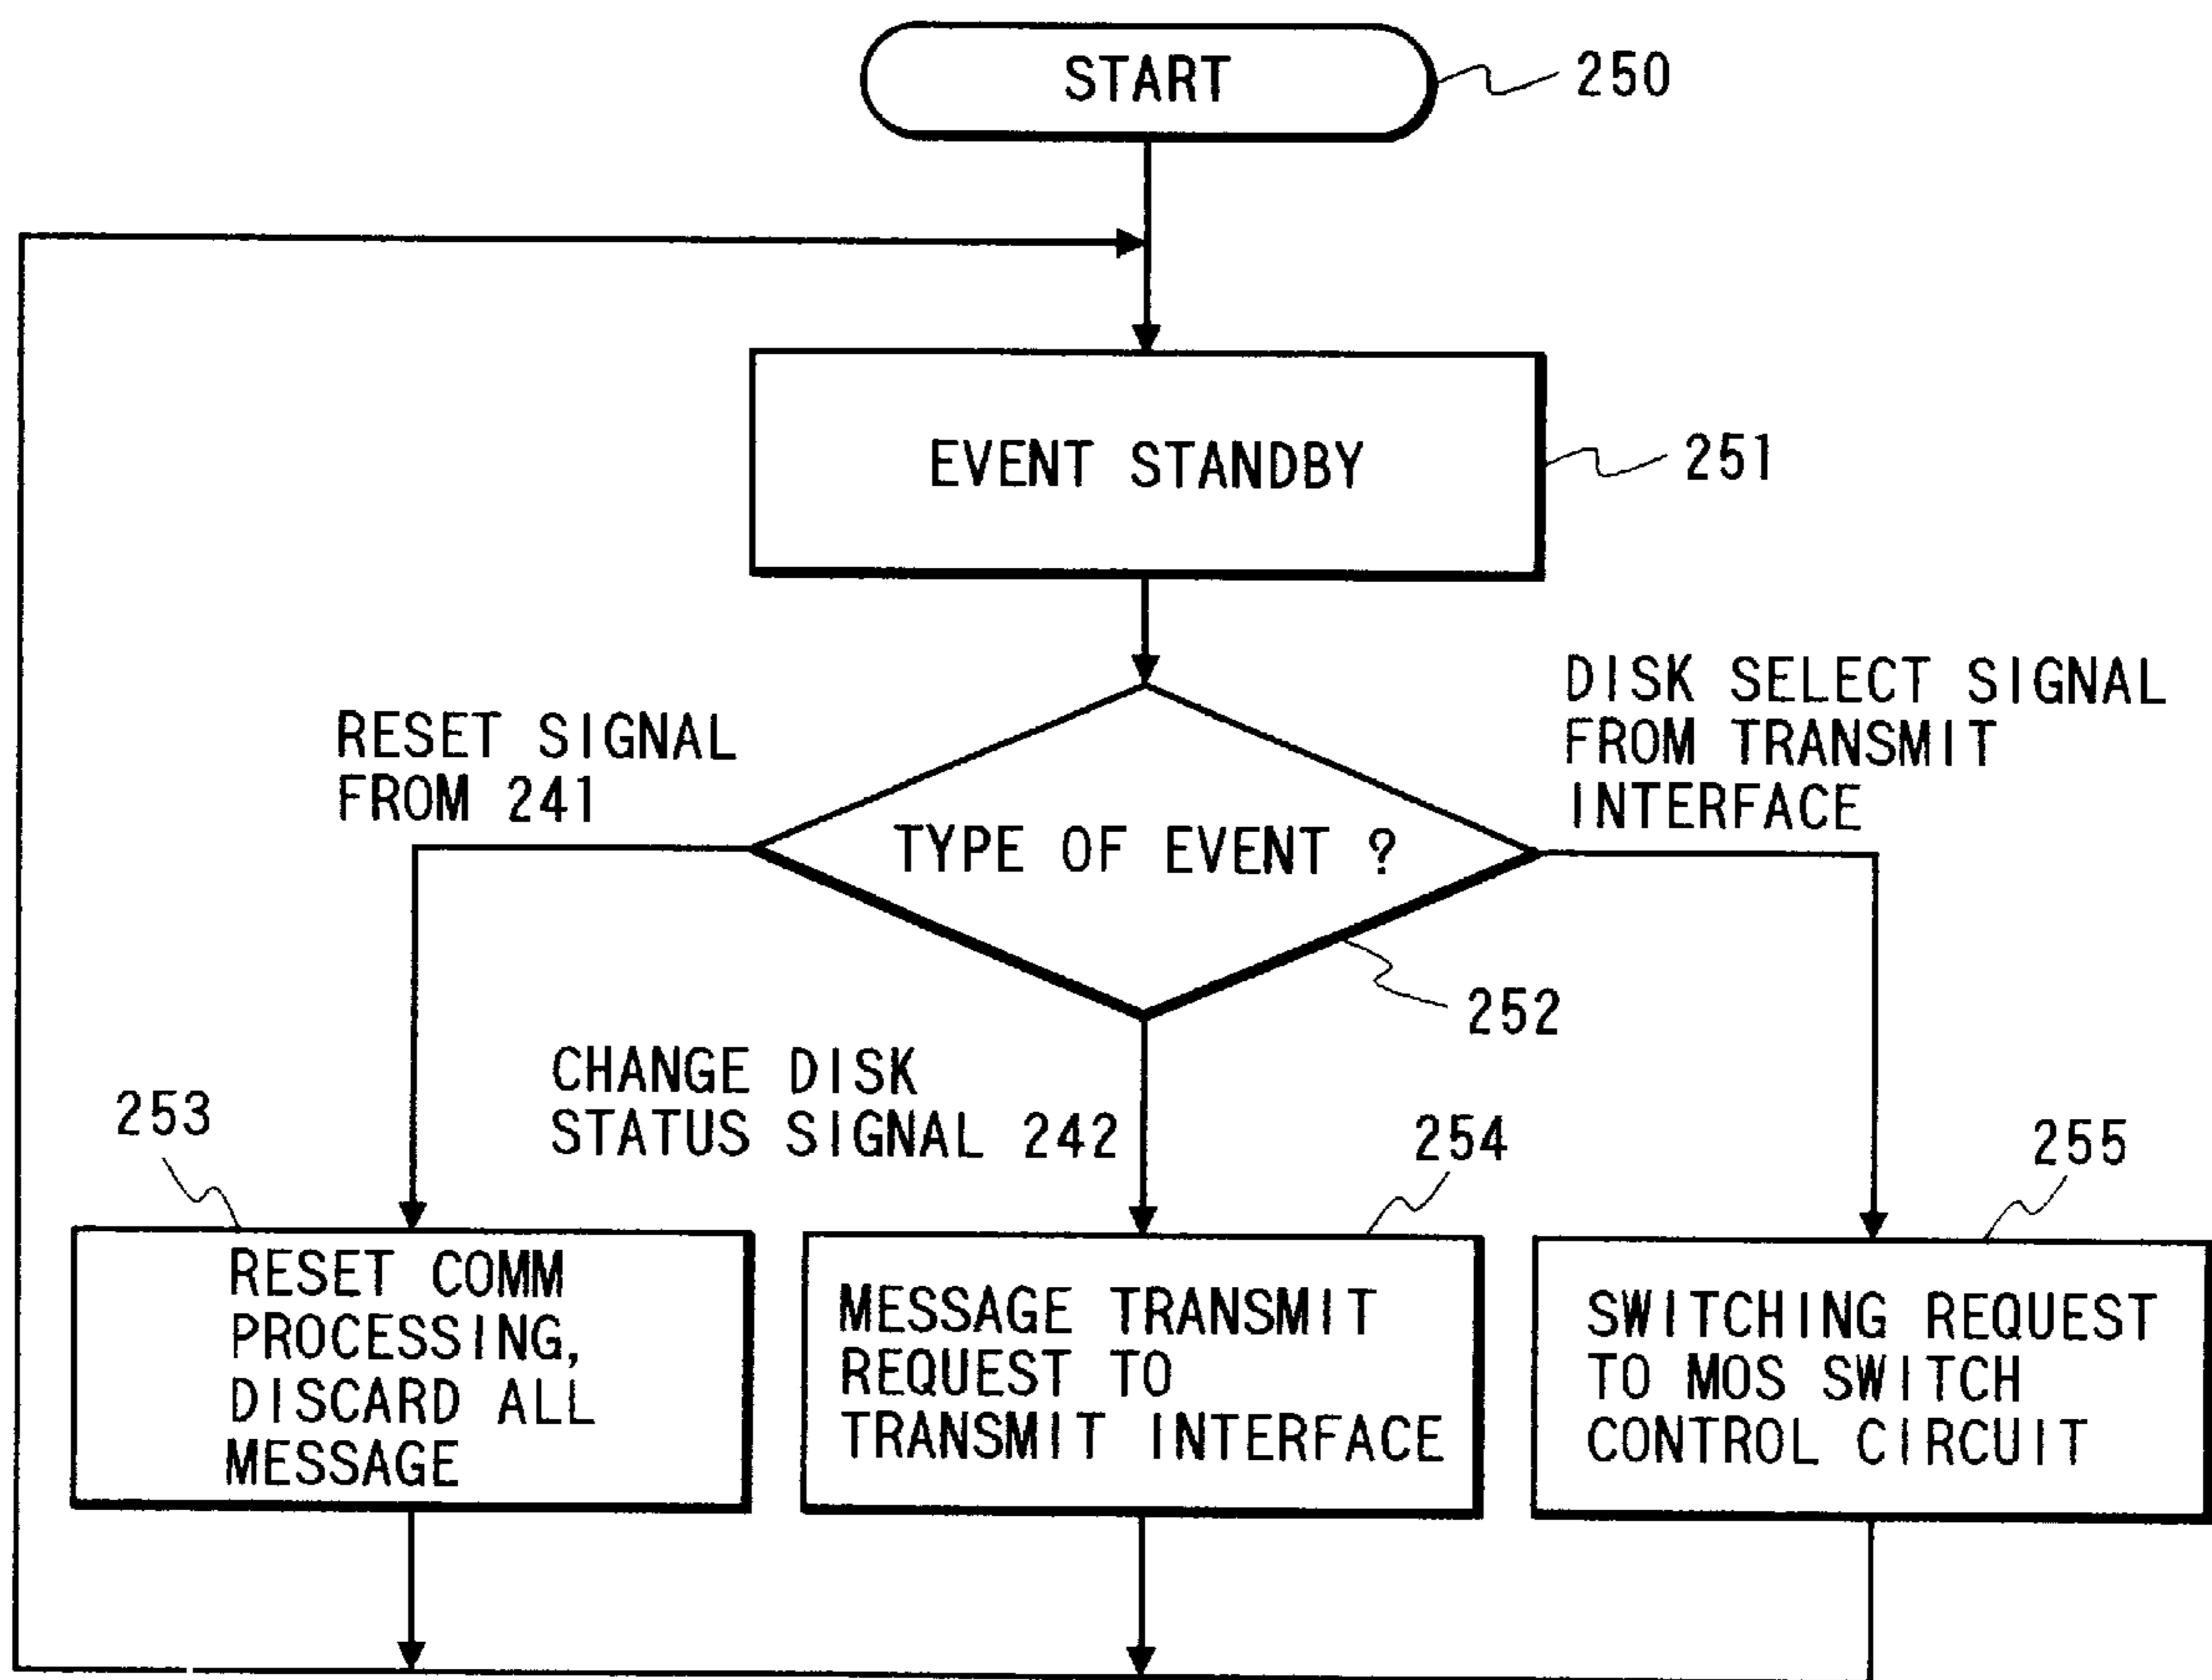 START
250
EVENT STANDBY
251
RESET SIGNAL
FROM 241
DISK SELECT SIGNAL
FROM TRANSMIT
INTERFACE
TYPE OF EVENT ?
252
CHANGE DISK
STATUS SIGNAL 242
253
254
255
RESET COMM
PROCESSING,
DISCARD ALL
MESSAGE
MESSAGE TRANSMIT
REQUEST TO
TRANSMIT INTERFACE
SWITCHING REQUEST
TO MOS SWITCH
CONTROL CIRCUIT